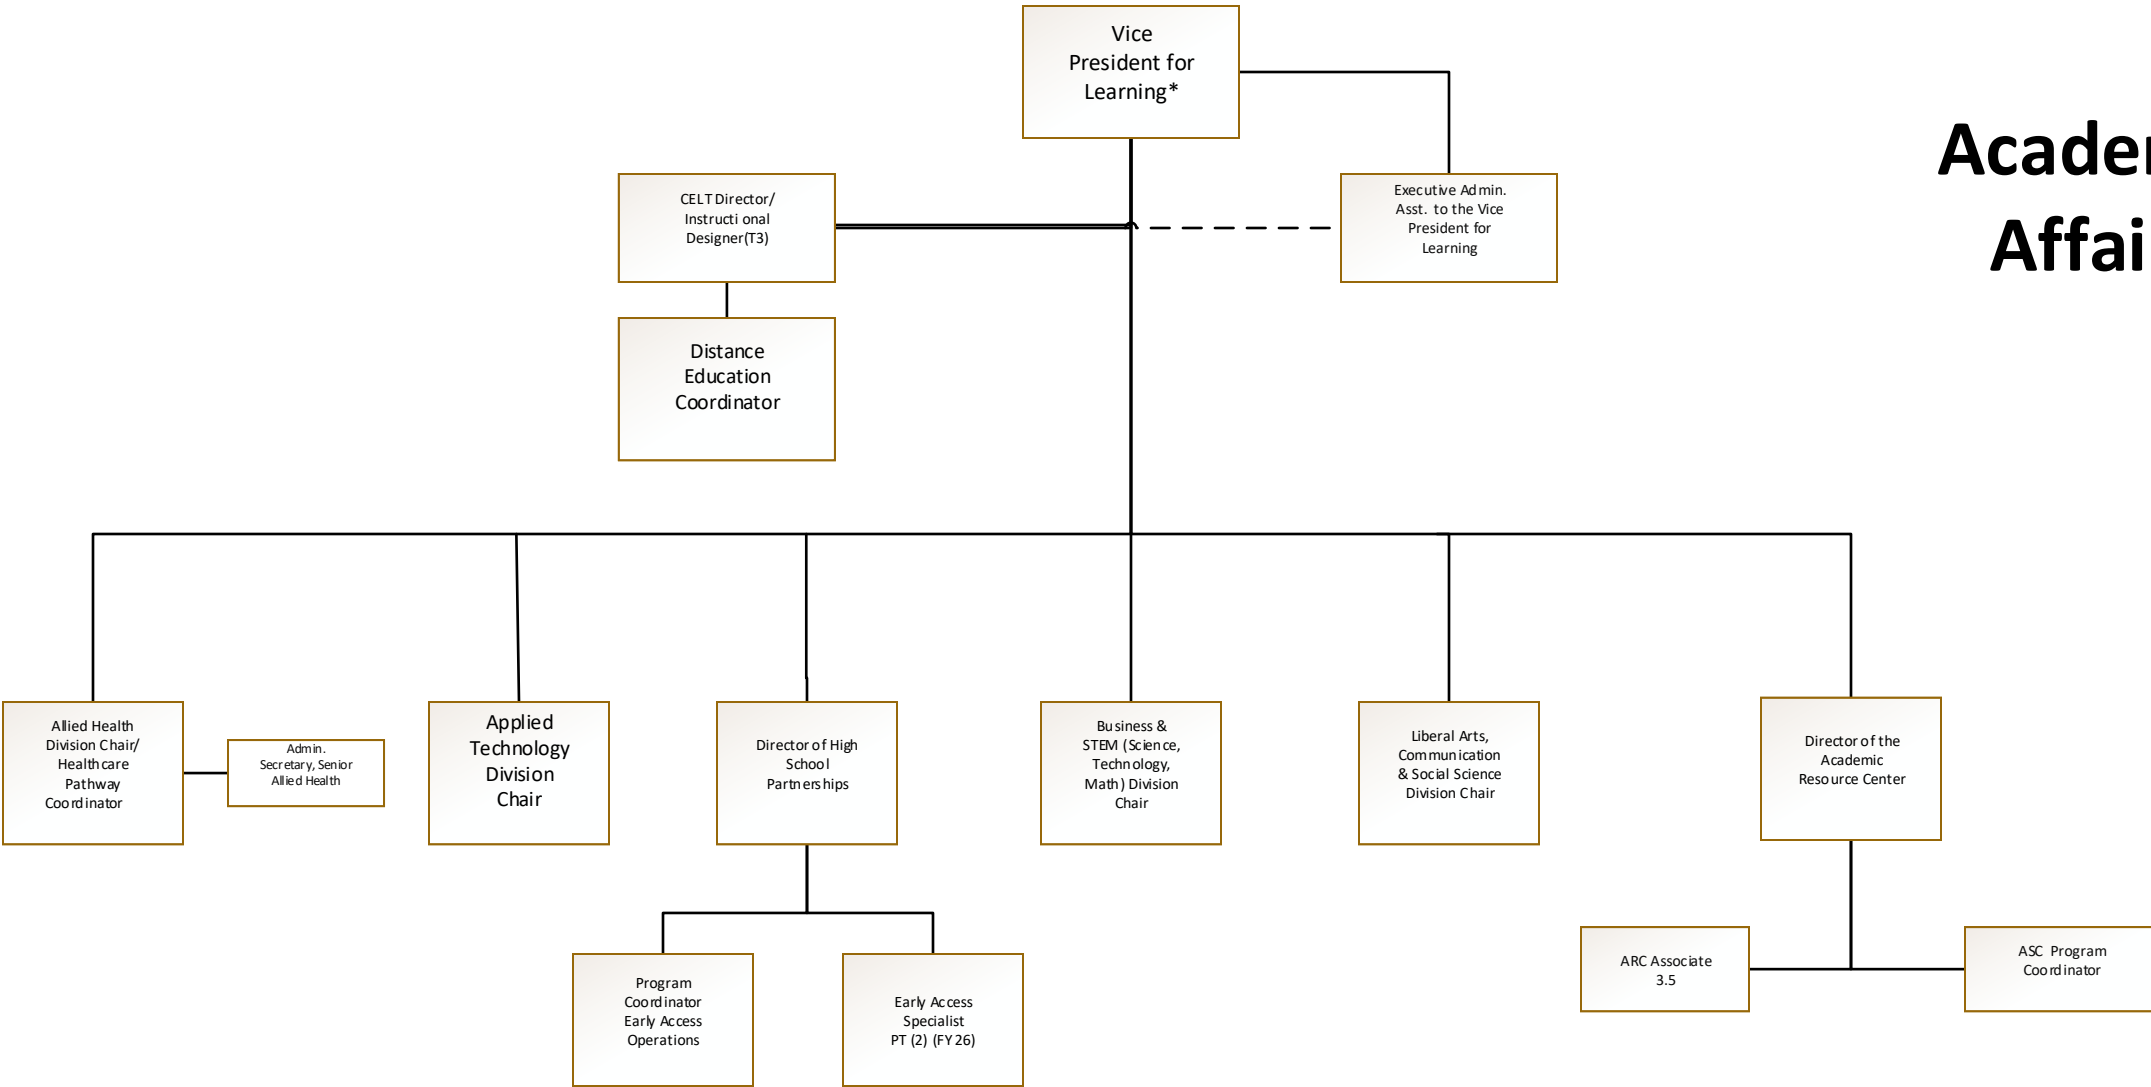 Vice
President for
Learning*
Acade
Affai
CELT Director/
Instructi onal
Designer(T3)
Executive Admin.
Asst. to the Vice
President for
Learning
Distance
Education
Coordinator
Allied Health
Division Chair/
Healthcare
Pathway
Coordinator
Admin.
Secretary, Senior
Allied Health
Applied
Technology
Division
Chair
Director of High
School
Partnerships
Business &
STEM (Science,
Technology,
Math) Division
Chair
Liberal Arts,
Communication
& Social Science
Division Chair
Director of the
Academic
Resource Center
Program
Coordinator
Early Access
Operations
Early Access
Specialist
PT (2) (FY 26)
ARC Associate
3.5
ASC Program
Coordinator